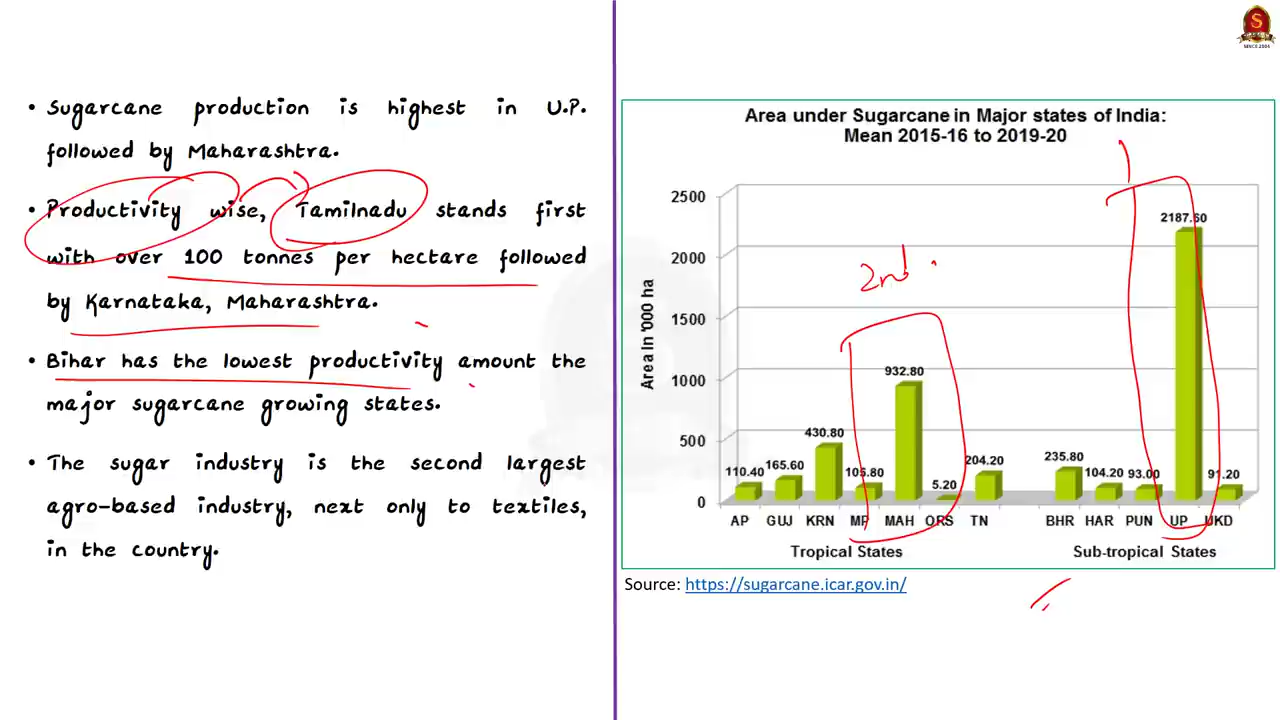 • Sugarcane production is highest in U.P.
followed by Maharashtra.
• Productivity wise, Tamilnadu stands first
with over 100 tonnes per hectare followed
by Karnataka, Maharashtra.
• Bihar has the lowest productivity amount the
major sugarcane growing states.
• The sugar industry is the second largest
agro-based industry, next only to textiles,
in the country.
S
SINCE 2004
Area under Sugarcane in Major states of India:
Mean 2015-16 to 2019-20
Area in '000 ha
2500
2000
1500
1000
500
0
110.40 165.60 430.80 105.80 932.80 5.20 204.20 235.80 104.20 93.00 2187.60 91.20
AP GUJ KRN MP MAH ORS TN BHR HAR PUN UP UKD
Tropical States Sub-tropical States
2nd
1
Source: https://sugarcane.icar.gov.in/